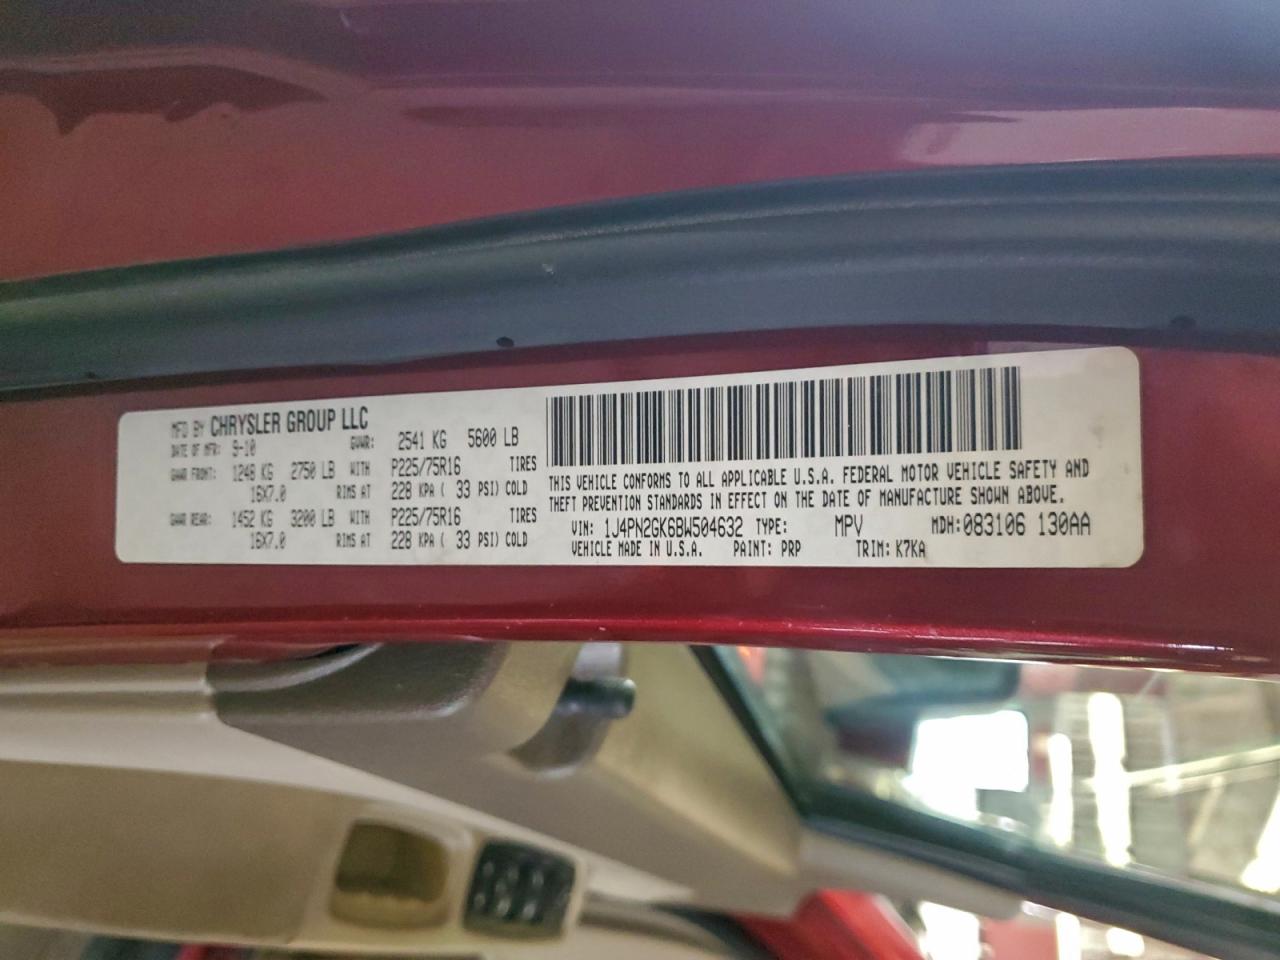 MFD BY CHRYSLER GROUP LLC
DATE OF MFR: 9-10 GVWR: 2541 KG 5600 LB
GAWR FRONT: 1248 KG 2750 LB WITH P225/75R16 TIRES
16X7.0 RIMS AT 228 KPA ( 33 PSI) COLD
GAWR REAR: 1452 KG 3200 LB WITH P225/75R16 TIRES
16X7.0 RIMS AT 228 KPA ( 33 PSI) COLD
THIS VEHICLE CONFORMS TO ALL APPLICABLE U.S.A. FEDERAL MOTOR VEHICLE SAFETY AND
THEFT PREVENTION STANDARDS IN EFFECT ON THE DATE OF MANUFACTURE SHOWN ABOVE.
VIN: 1J4PN2GK6BW504632 TYPE: MPV MDH:083106 130AA
VEHICLE MADE IN U.S.A. PAINT: PRP TRIM: K7KA